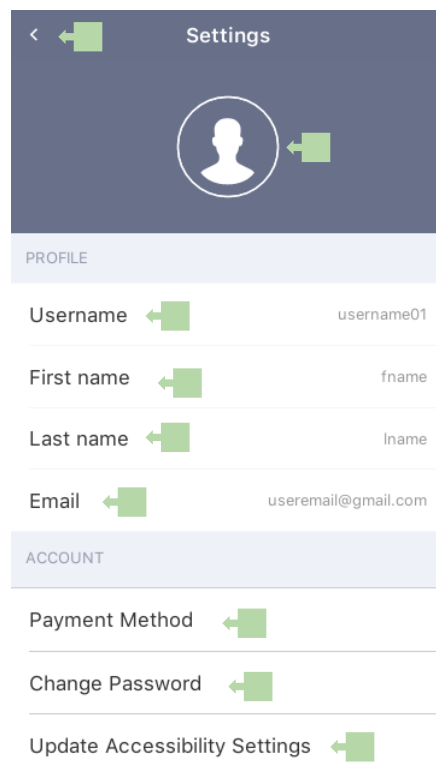 Settings
PROFILE
Username username01
First name fname
Last name lname
Email useremail@gmail.com
ACCOUNT
Payment Method
Change Password
Update Accessibility Settings